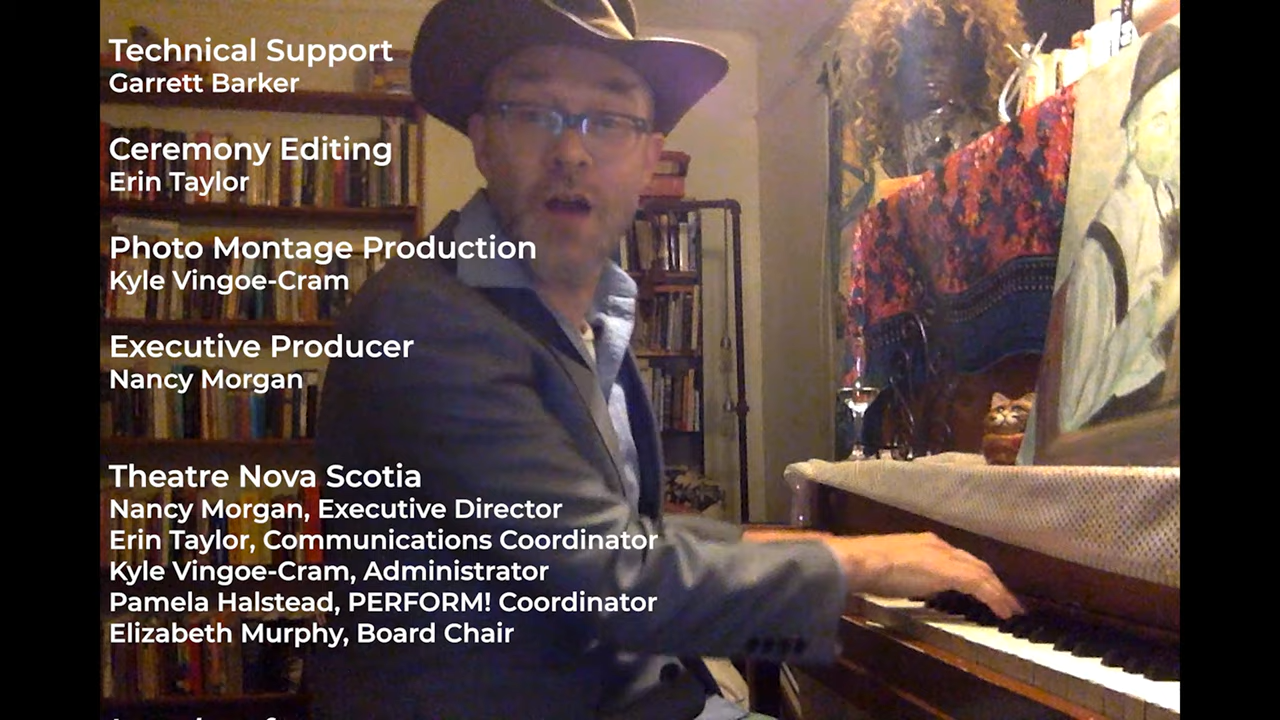 Technical Support
Garrett Barker
Ceremony Editing
Erin Taylor
Photo Montage Production
Kyle Vingoe-Cram
Executive Producer
Nancy Morgan
Theatre Nova Scotia
Nancy Morgan, Executive Director
Erin Taylor, Communications Coordinator
Kyle Vingoe-Cram, Administrator
Pamela Halstead, PERFORM! Coordinator
Elizabeth Murphy, Board Chair